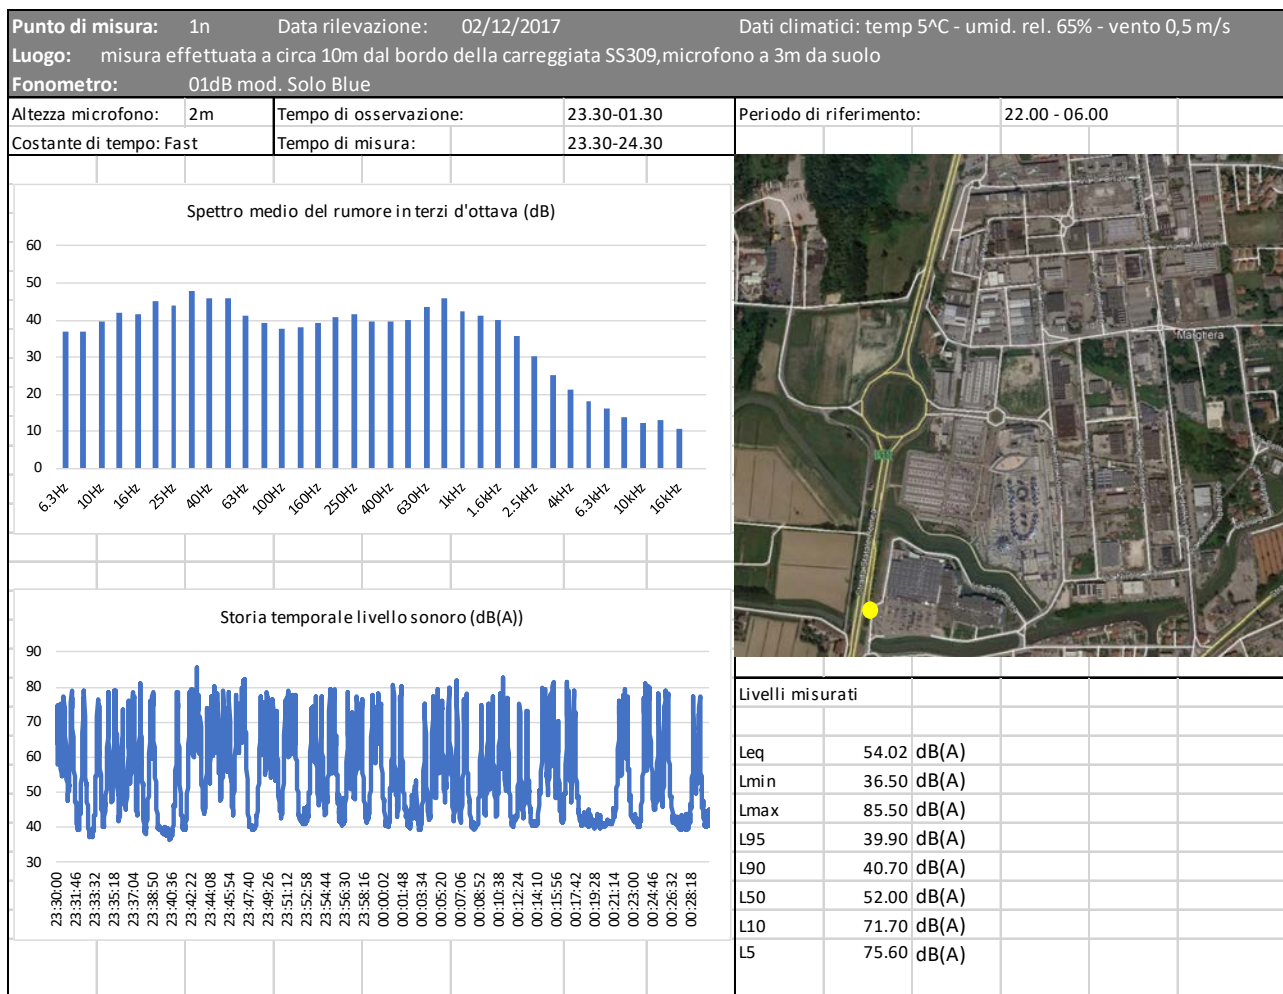 Punto di misura: 1n Data rilevazione: 02/12/2017 Dati climatici: temp 5^C - umid. rel. 65% - vento 0,5 m/s
Luogo: misura effettuata a circa 10m dal bordo della carreggiata SS309,microfono a 3m da suolo
Fonometro: 01dB mod. Solo Blue
Altezza microfono: 2m Tempo di osservazione: 23.30-01.30 Periodo di riferimento: 22.00 - 06.00
Costante di tempo: Fast Tempo di misura: 23.30-24.30
Spettro medio del rumore in terzi d'ottava (dB)
60
50
40
30
20
10
0
6.3Hz 10Hz 16Hz 25Hz 40Hz 63Hz 100Hz 160Hz 250Hz 400Hz 630Hz 1kHz 1.6kHz 2.5kHz 4kHz 6.3kHz 10kHz 16kHz
Malghera
Storia temporale livello sonoro (dB(A))
90
80
70
60
50
40
30
23:30:00 23:31:46 23:33:32 23:35:18 23:37:04 23:38:50 23:40:36 23:42:22 23:44:08 23:45:54 23:47:40 23:49:26 23:51:12 23:52:58 23:54:44 23:56:30 23:58:16 00:00:02 00:01:48 00:03:34 00:05:20 00:07:06 00:08:52 00:10:38 00:12:24 00:14:10 00:15:56 00:17:42 00:19:28 00:21:14 00:23:00 00:24:46 00:26:32 00:28:18
Livelli misurati
Leq 54.02 dB(A)
Lmin 36.50 dB(A)
Lmax 85.50 dB(A)
L95 39.90 dB(A)
L90 40.70 dB(A)
L50 52.00 dB(A)
L10 71.70 dB(A)
L5 75.60 dB(A)